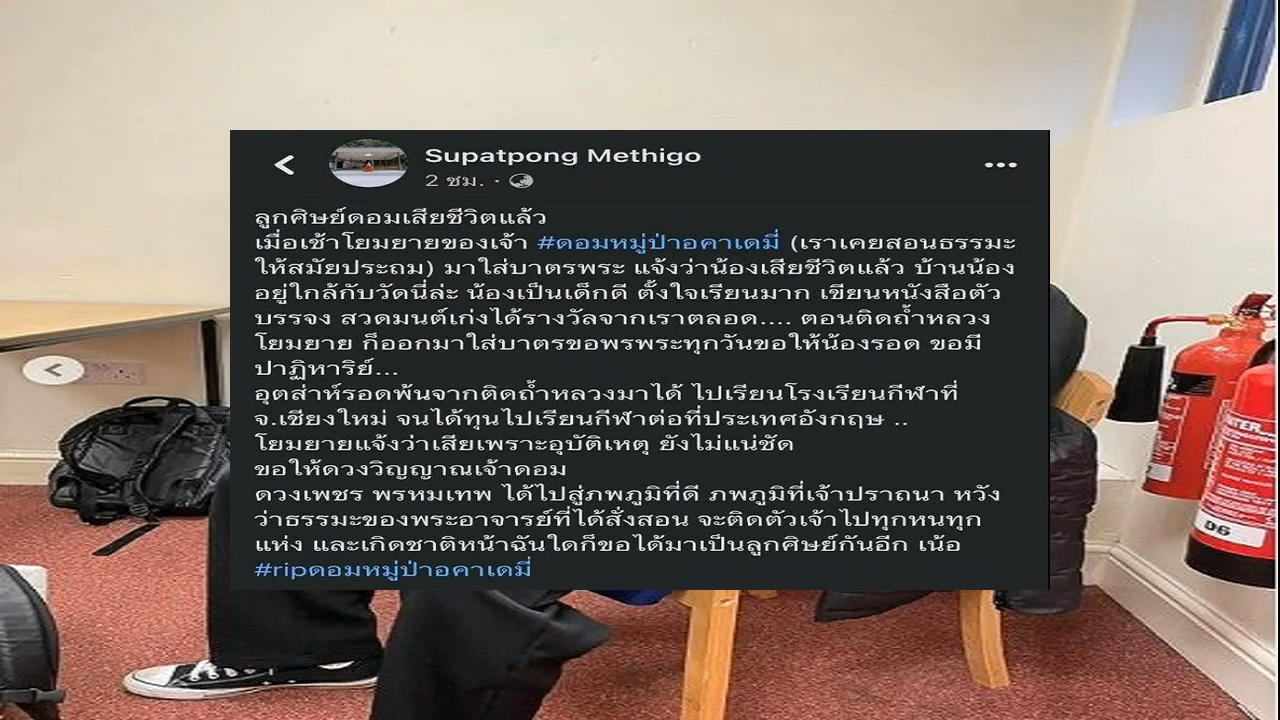 Supatpong Methigo
2 ชม. ·
ลูกศิษย์ดอมเสียชีวิตแล้ว
เมื่อเช้าโยมยายของเจ้า #ดอมหมู่ป่าอคาเดมี่ (เราเคยสอนธรรมะ
ให้สมัยประถม) มาใส่บาตรพระ แจ้งว่าน้องเสียชีวิตแล้ว บ้านน้อง
อยู่ใกล้กับวัดนี่ล่ะ น้องเป็นเด็กดี ตั้งใจเรียนมาก เขียนหนังสือตัว
บรรจง สวดมนต์เก่งได้รางวัลจากเราตลอด.... ตอนติดถ้ำหลวง
โยมยาย ก็ออกมาใส่บาตรขอพรพระทุกวันขอให้น้องรอด ขอมี
ปาฏิหาริย์...
อุตส่าห์รอดพ้นจากติดถ้ำหลวงมาได้ ไปเรียนโรงเรียนกีฬาที่
จ.เชียงใหม่ จนได้ทุนไปเรียนกีฬาต่อที่ประเทศอังกฤษ ..
โยมยายแจ้งว่าเสียเพราะอุบัติเหตุ ยังไม่แน่ชัด
ขอให้ดวงวิญญาณเจ้าดอม
ดวงเพชร พรหมเทพ ได้ไปสู่ภพภูมิที่ดี ภพภูมิที่เจ้าปราถนา หวัง
ว่าธรรมะของพระอาจารย์ที่ได้สั่งสอน จะติดตัวเจ้าไปทุกหนทุก
แห่ง และเกิดชาติหน้าฉันใดก็ขอได้มาเป็นลูกศิษย์กันอีก เน้อ
#ripดอมหมู่ป่าอคาเดมี่
D6